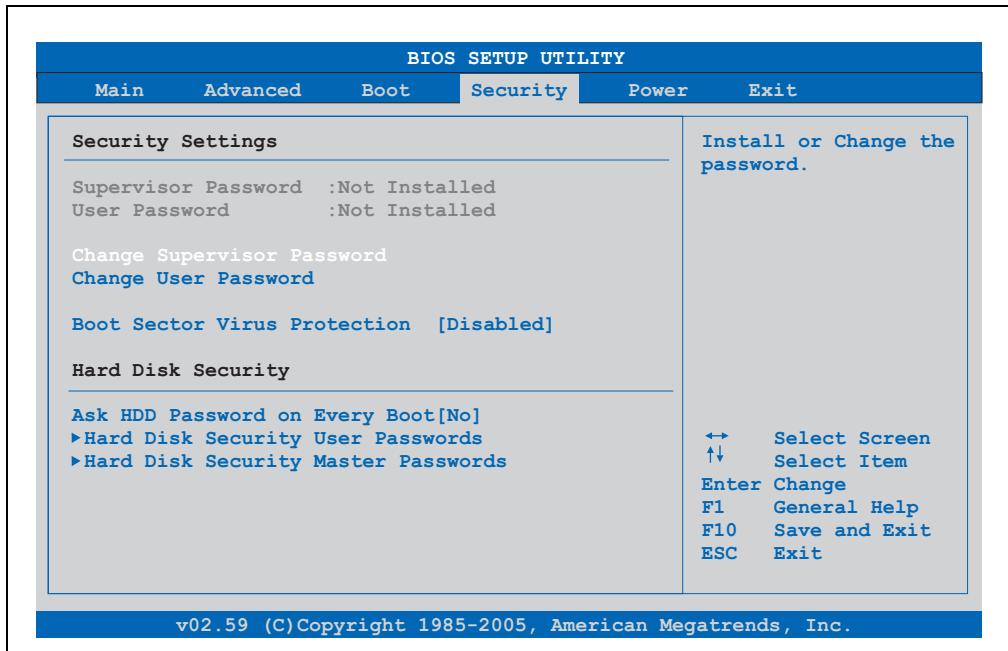 BIOS SETUP UTILITY
Main Advanced Boot Security Power Exit
Security Settings
Supervisor Password :Not Installed
User Password :Not Installed
Change Supervisor Password
Change User Password
Boot Sector Virus Protection [Disabled]
Hard Disk Security
Ask HDD Password on Every Boot[No]
▶Hard Disk Security User Passwords
▶Hard Disk Security Master Passwords
Install or Change the
password.
↔ Select Screen
↑↓ Select Item
Enter Change
F1 General Help
F10 Save and Exit
ESC Exit
v02.59 (C)Copyright 1985-2005, American Megatrends, Inc.